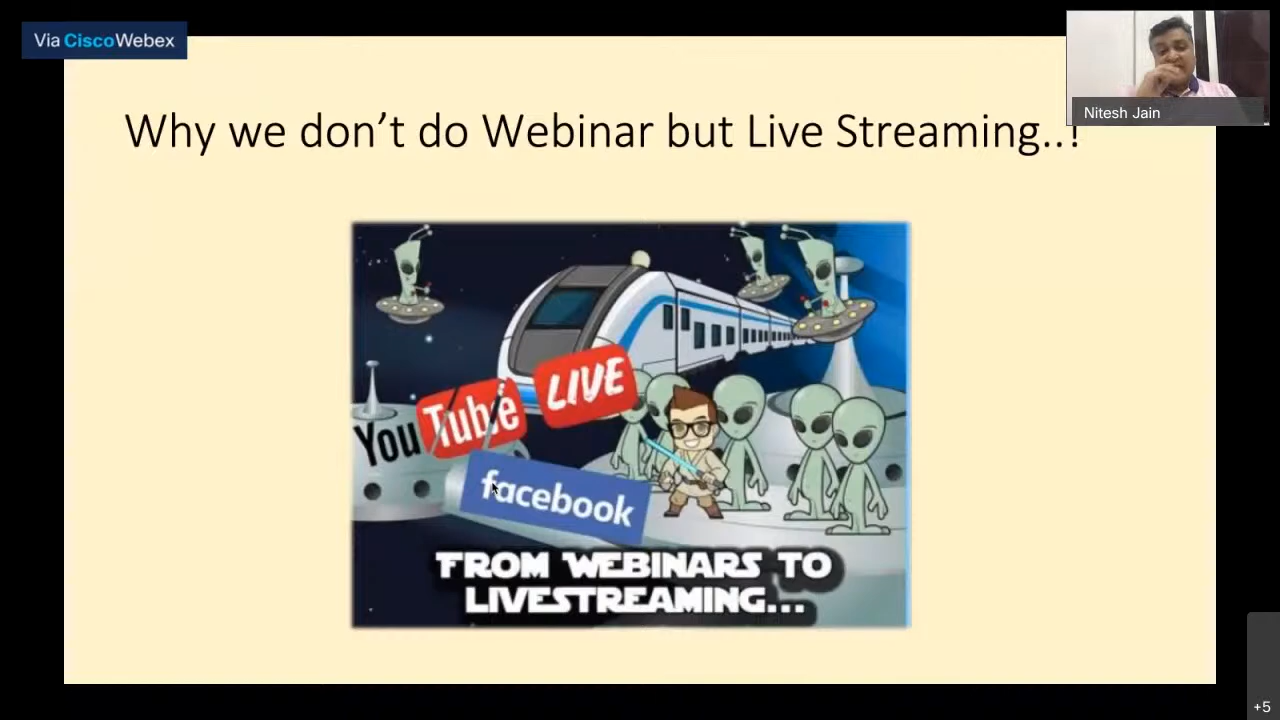 Via CiscoWebex
Nitesh Jain
Why we don't do Webinar but Live Streaming..!
YouTube LIVE
facebook
FROM WEBINARS TO
LIVESTREAMING...
+5